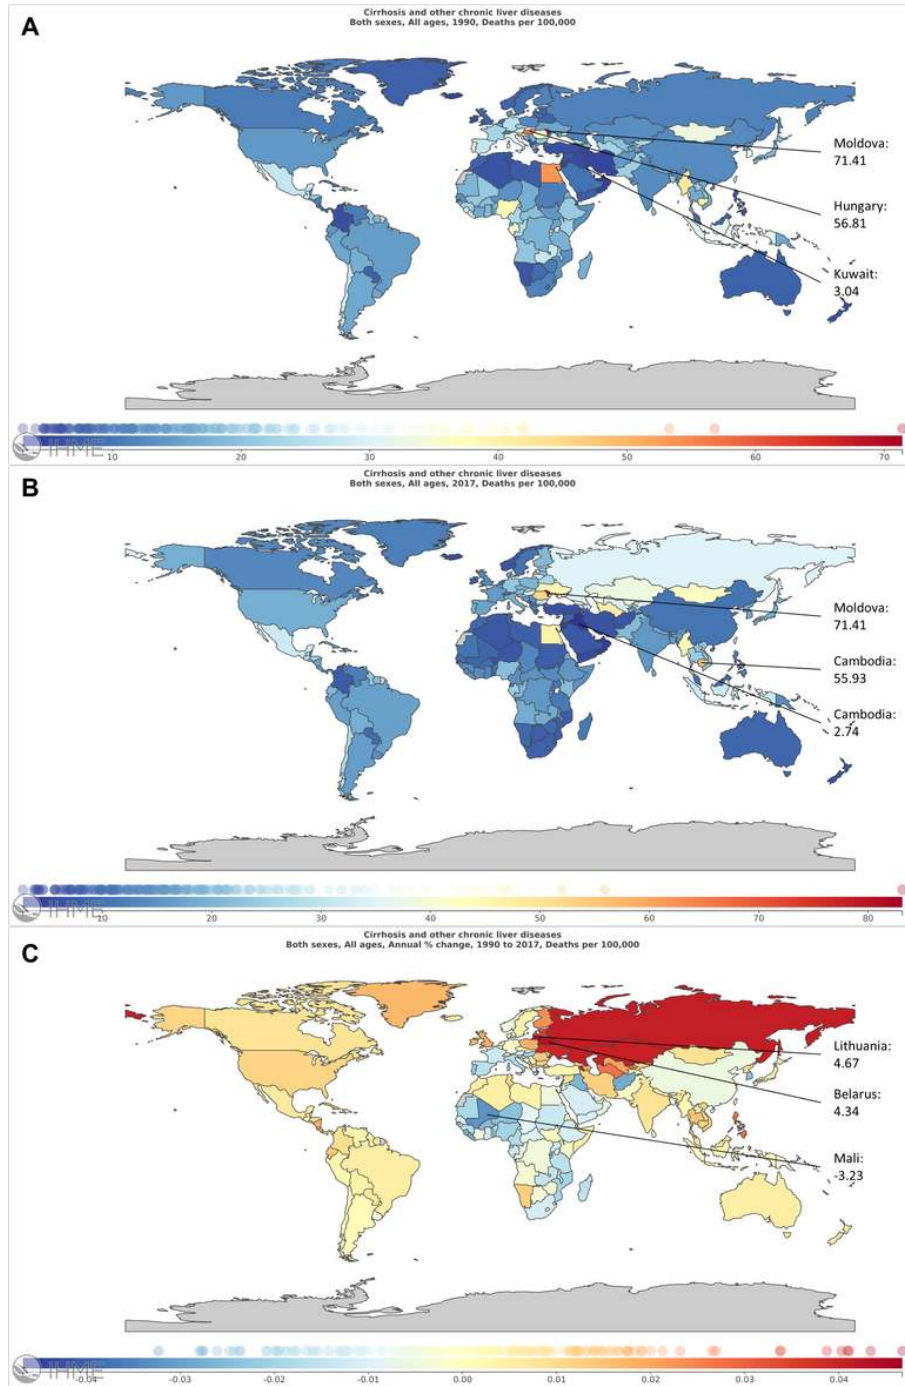 A
Cirrhosis and other chronic liver diseases
Both sexes, All ages, 1990, Deaths per 100,000
Moldova:
71.41
Hungary:
56.81
Kuwait:
3.04
IHME
10 20 30 40 50 60 70
B
Cirrhosis and other chronic liver diseases
Both sexes, All ages, 2017, Deaths per 100,000
Moldova:
71.41
Cambodia:
55.93
Cambodia:
2.74
IHME
10 20 30 40 50 60 70 80
C
Cirrhosis and other chronic liver diseases
Both sexes, All ages, Annual % change, 1990 to 2017, Deaths per 100,000
Lithuania:
4.67
Belarus:
4.34
Mali:
-3.23
IHME
-0.04 -0.03 -0.02 -0.01 0.00 0.01 0.02 0.03 0.04